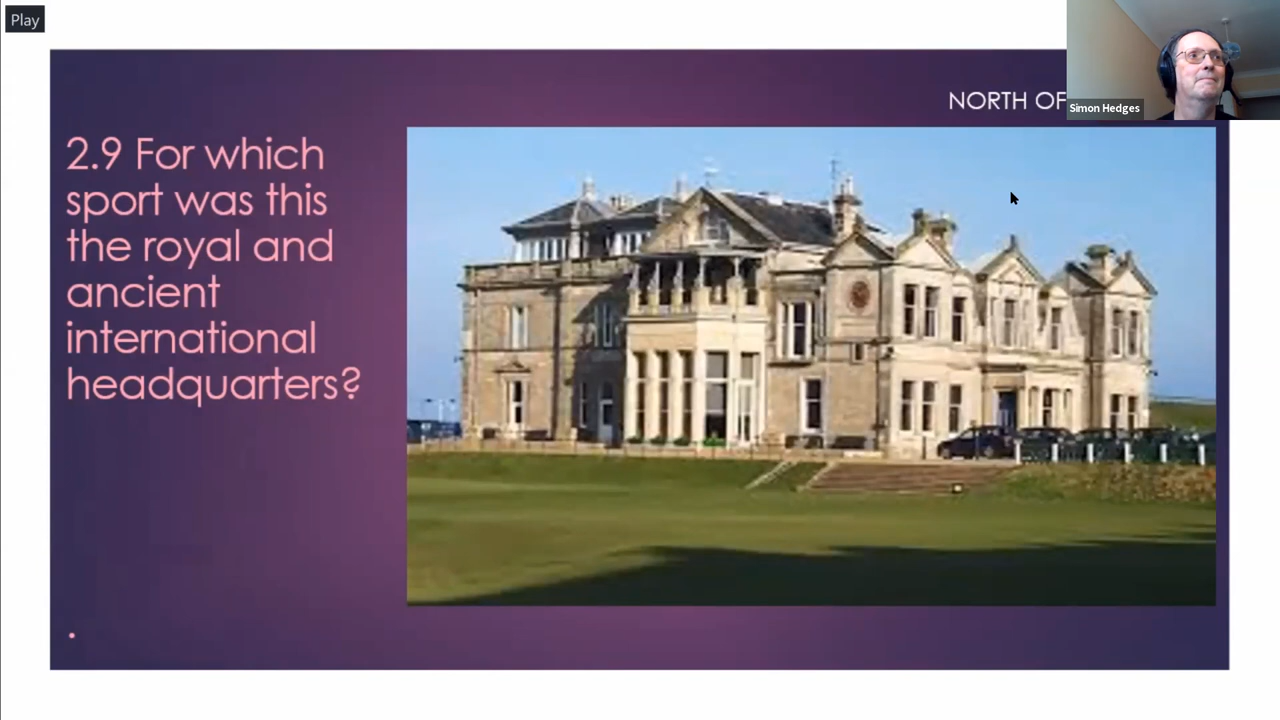 Play
NORTH OF
Simon Hedges
2.9 For which
sport was this
the royal and
ancient
international
headquarters?
.